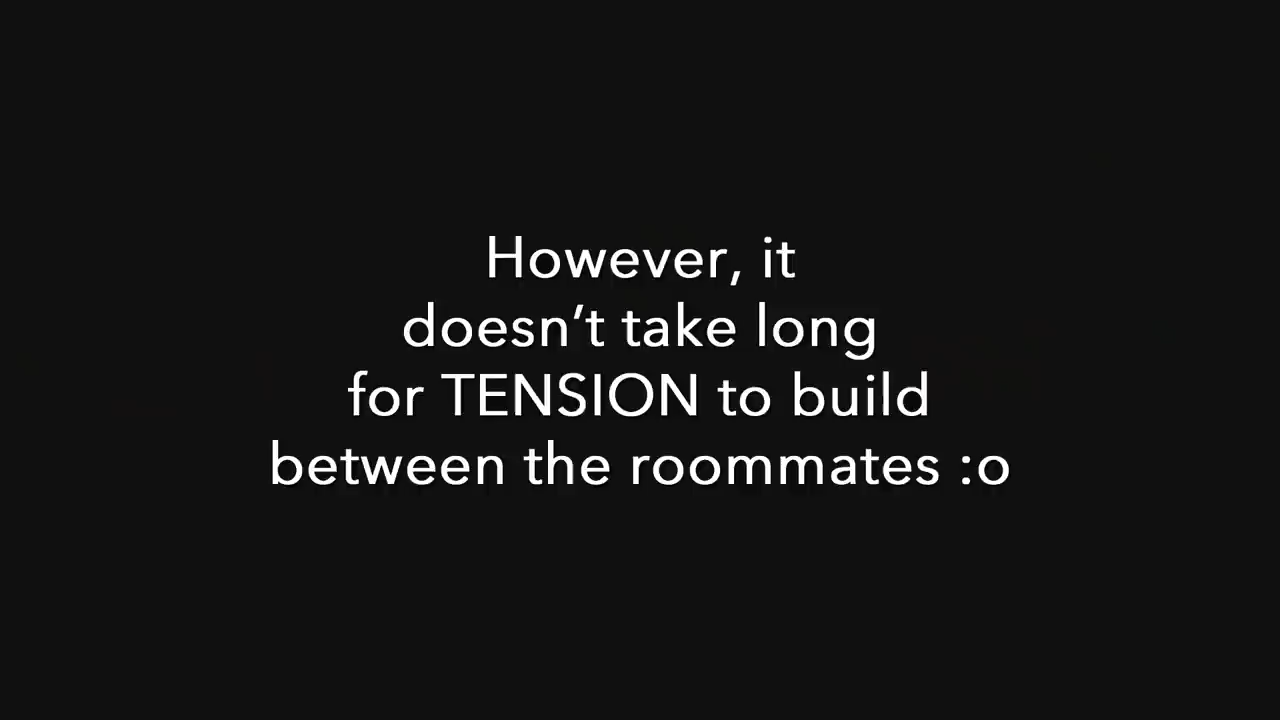 However, it
doesn’t take long
for TENSION to build
between the roommates :o